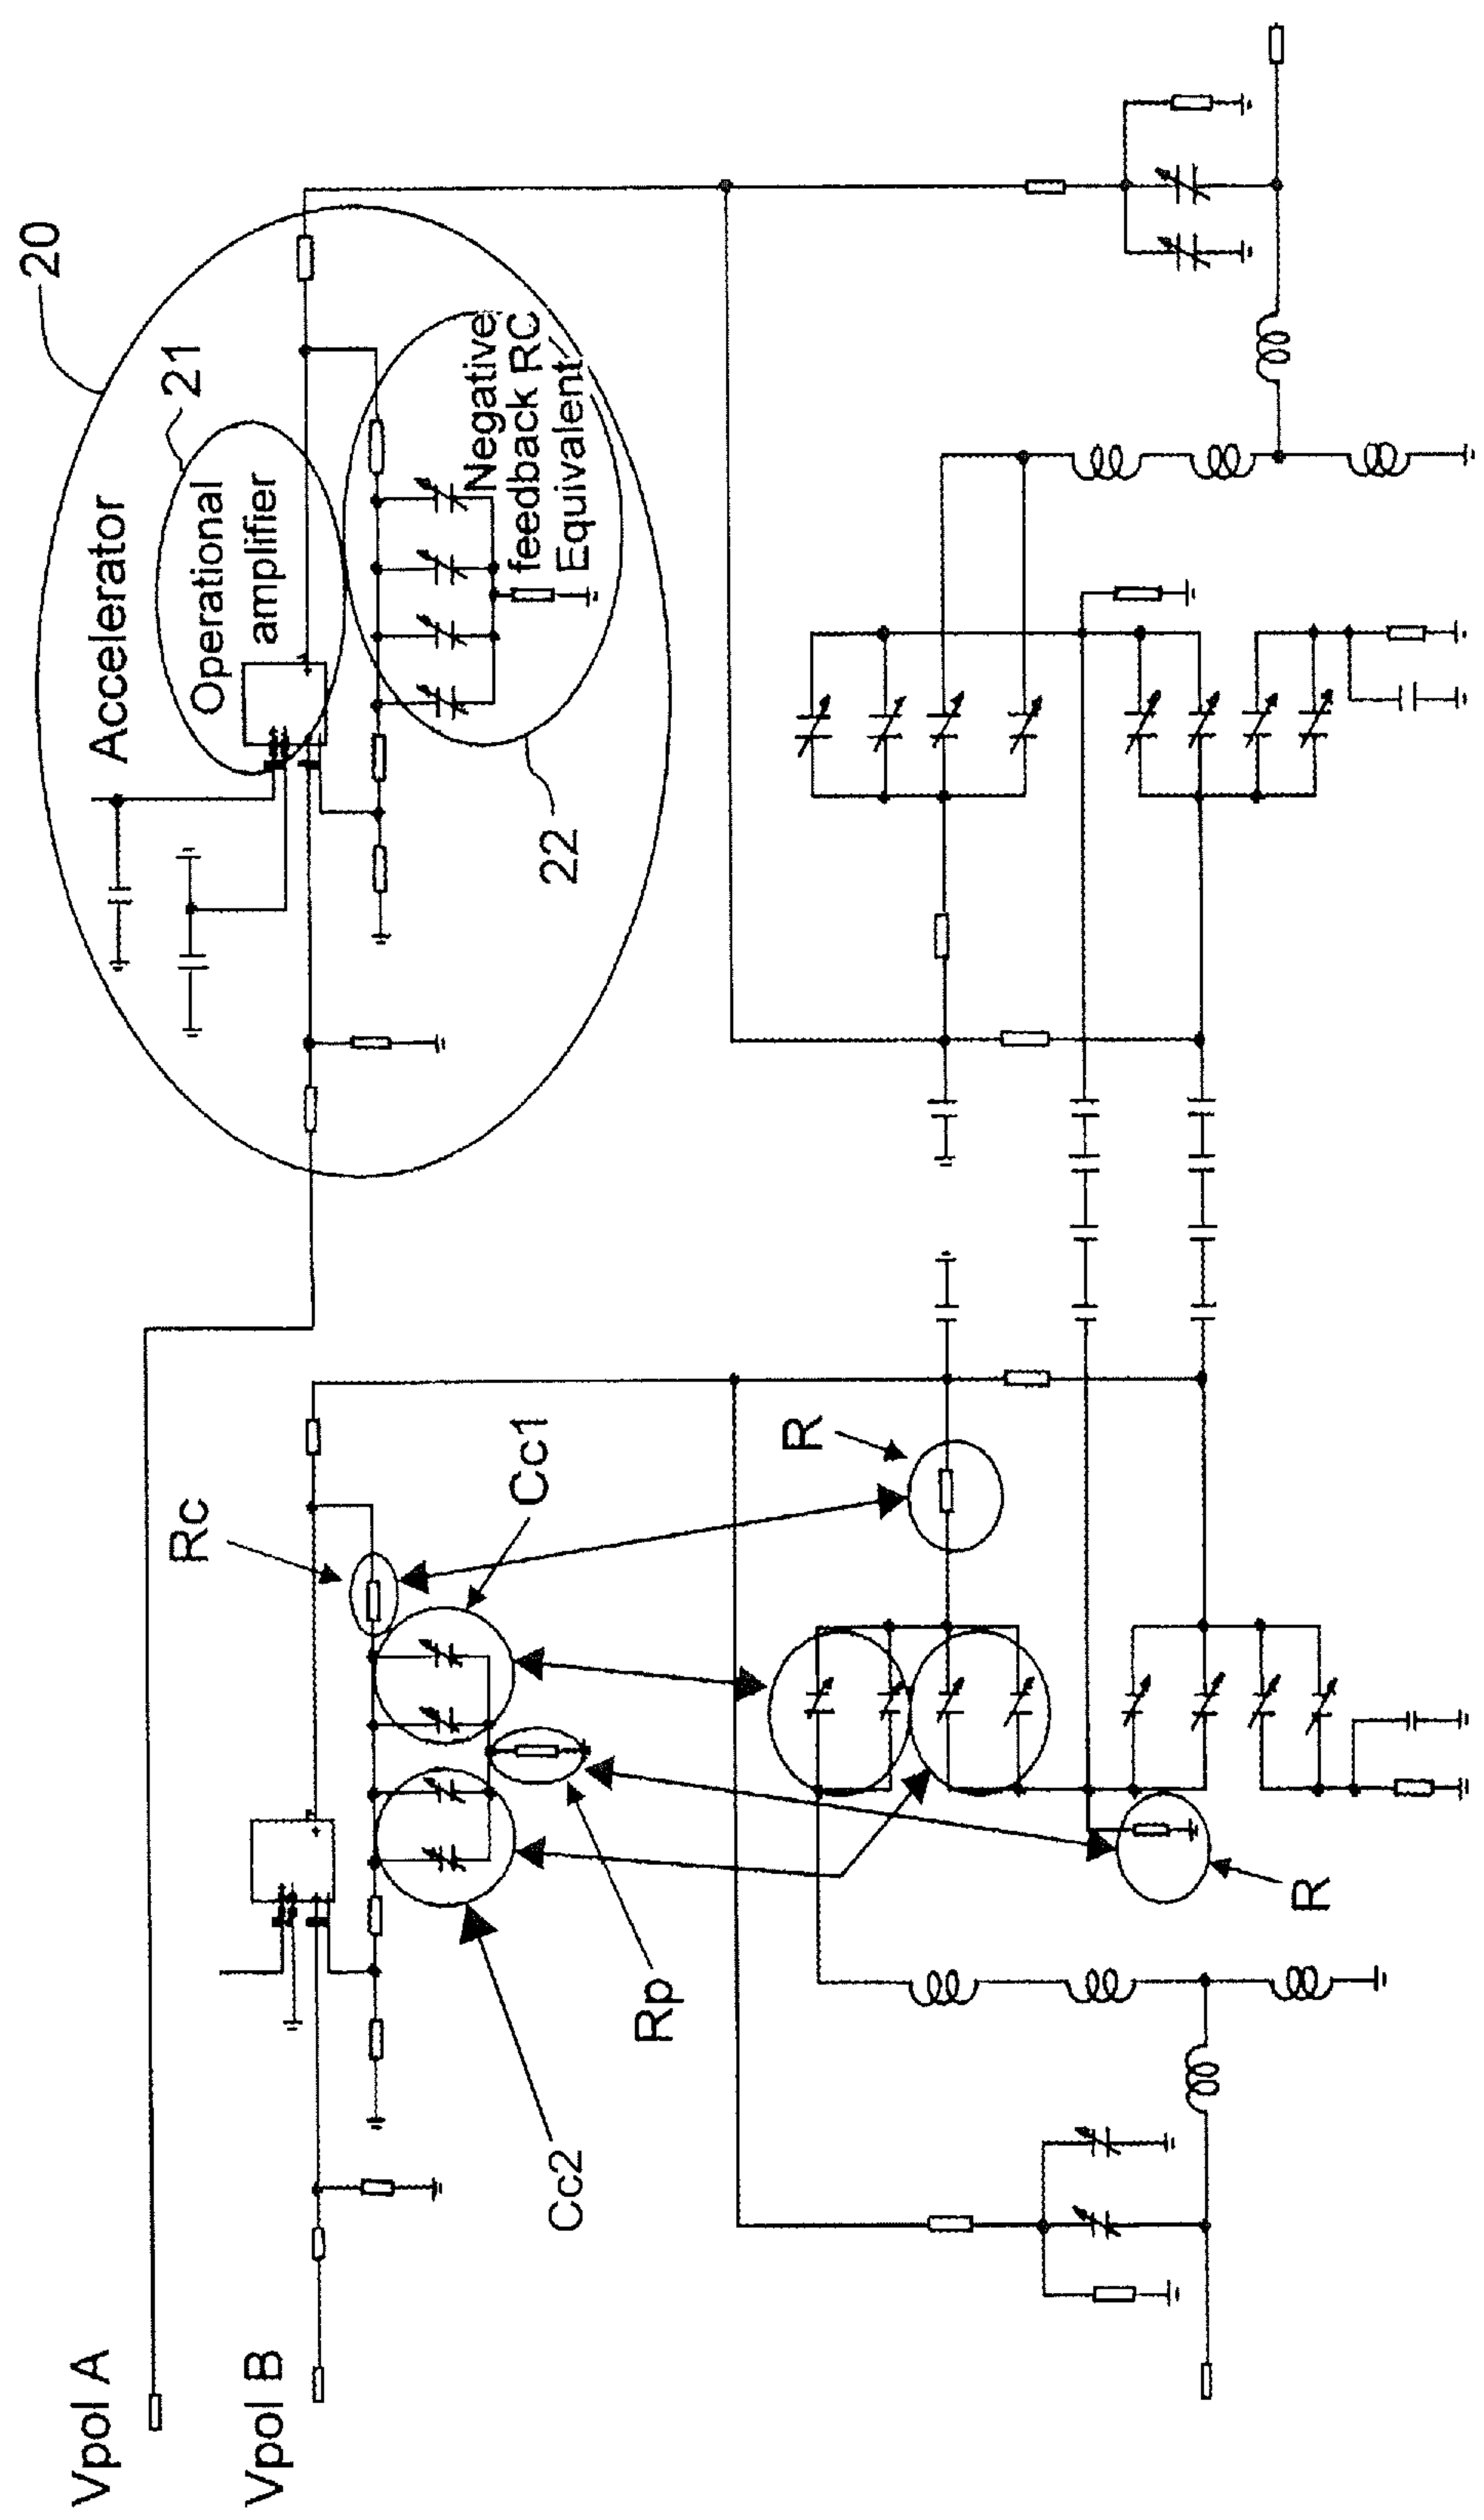 Vpol A
Vpol B
20
Accelerator
21
Operational
amplifier
Negative
feedback RC
Equivalent
22
Rc
Cc1
R
Cc2
Rp
R